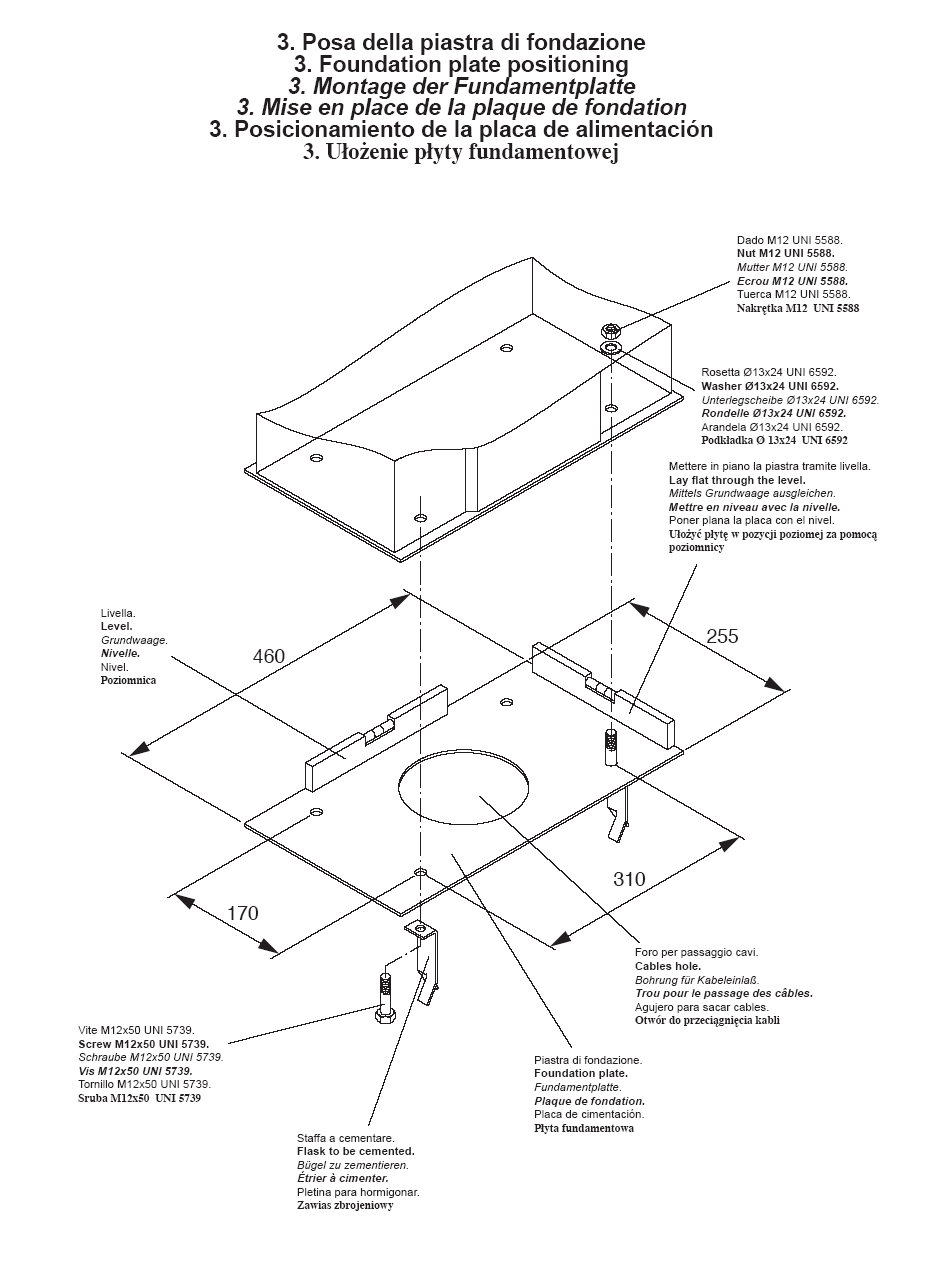 3. Posa della piastra di fondazione
3. Foundation plate positioning
3. Montage der Fundamentplatte
3. Mise en place de la plaque de fondation
3. Posicionamiento de la placa de alimentación
3. Ułożenie płyty fundamentowej
Dado M12 UNI 5588.
Nut M12 UNI 5588.
Mutter M12 UNI 5588.
Ecrou M12 UNI 5588.
Tuerca M12 UNI 5588.
Nakrętka M12 UNI 5588
Rosetta Ø13x24 UNI 6592.
Washer Ø13x24 UNI 6592.
Unterlegscheibe Ø13x24 UNI 6592.
Rondelle Ø13x24 UNI 6592.
Arandela Ø13x24 UNI 6592.
Podkładka Ø 13x24 UNI 6592
Mettere in piano la piastra tramite livella.
Lay flat through the level.
Mittels Grundwaage ausgleichen.
Mettre en niveau avec la nivelle.
Poner plana la placa con el nivel.
Ułożyć płytę w pozycji poziomej za pomocą
poziomnicy
Livella.
Level.
Grundwaage.
Nivelle.
Nivel.
Poziomnica
460
255
170
310
Foro per passaggio cavi.
Cables hole.
Bohrung für Kabeleinlaß.
Trou pour le passage des câbles.
Agujero para sacar cables.
Otwór do przeciągnięcia kabli
Vite M12x50 UNI 5739.
Screw M12x50 UNI 5739.
Schraube M12x50 UNI 5739.
Vis M12x50 UNI 5739.
Tornillo M12x50 UNI 5739.
Sruba M12x50 UNI 5739
Piastra di fondazione.
Foundation plate.
Fundamentplatte.
Plaque de fondation.
Placa de cimentación.
Płyta fundamentowa
Staffa a cementare.
Flask to be cemented.
Bügel zu zementieren.
Étrier à cimenter.
Pletina para hormigonar.
Zawias zbrojeniowy